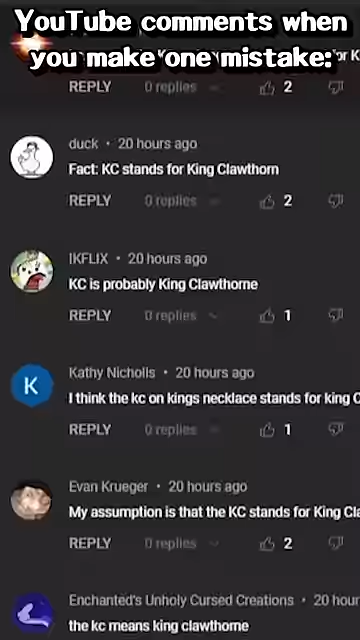 YouTube comments when
you make one mistake:
REPLY 0 replies 2
duck • 20 hours ago
Fact: KC stands for King Clawthorn
REPLY 0 replies 2
IKFLIX • 20 hours ago
KC is probably King Clawthorne
REPLY 0 replies 1
K
Kathy Nicholls • 20 hours ago
I think the kc on kings necklace stands for king C
REPLY 0 replies 1
Evan Krueger • 20 hours ago
My assumption is that the KC stands for King Cla
REPLY 0 replies 2
Enchanted's Unholy Cursed Creations • 20 hour
the kc means king clawthorne